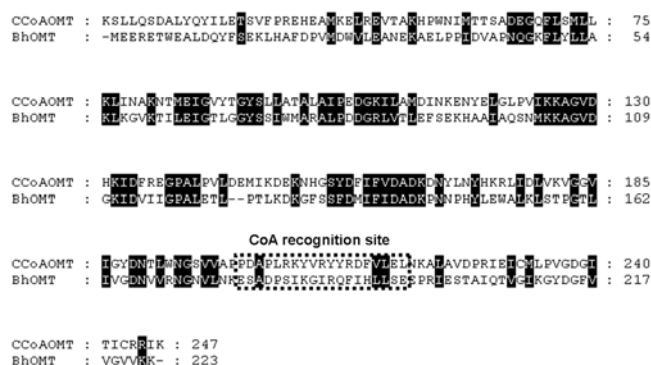 CCoAOMT : KSLLQSDALYQYILETSVFPREHEAMKELREVTAKHPWNIMTTSADEGQFLSMLL : 75
BhOMT : -MEERETWEALDQYFSEKLHAFDPVMDWVLEANEKAELPPIDVAPNQGKFLYLLA : 54
CCoAOMT : KLINAKNTMEIGVYTGYSLLATALAIPEDGKILAMDINKENYELGLPVIKKAGVD : 130
BhOMT : KLKGVKTILEIGTLGGYSSIWMARALPDDGRLVTLEFSEKHAAIAQSNMKKAGVD : 109
CCoAOMT : HKIDFREGPALPVLDEMIKDEKNHGSYDFIFVDADKDNYLNYHKRLIDLVKVGGV : 185
BhOMT : GKIDVIIGPALETL--PTLKDKGFSSFDMIFIDADKPNNPHYLEWALKLSTPGTL : 162
CoA recognition site
CCoAOMT : IGYDNTLWNGSVVAPPDAPLRKYVRYYRDFVLELNKALAVDPRIEICMLPVGDGI : 240
BhOMT : IVGDNVVRNGNVLNKESADPSIKGIRQFIHLLSEEPRIESTAIQTVGIKGYDGFV : 217
CCoAOMT : TICRRIK : 247
BhOMT : VGVVKK- : 223